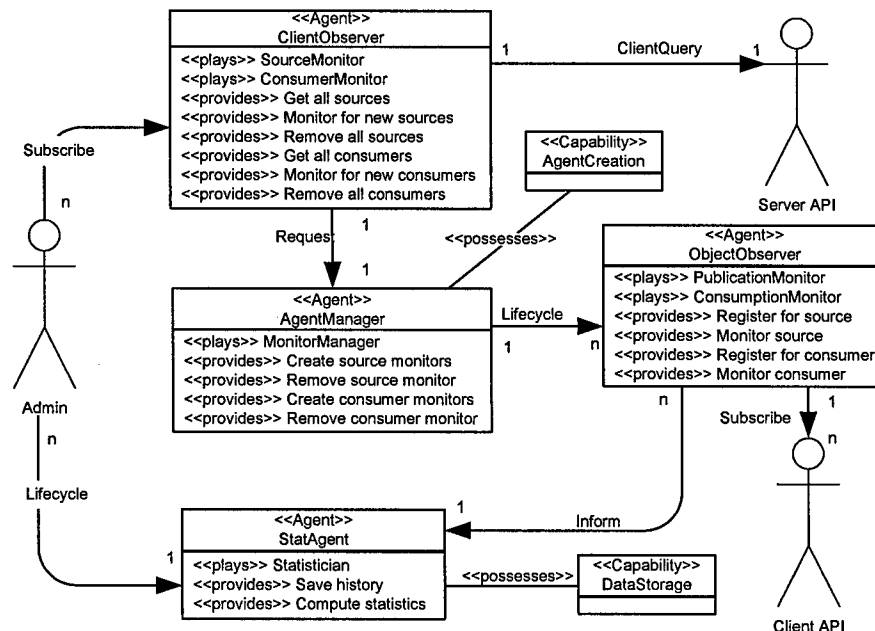 <<Agent>>
ClientObserver
<<plays>> SourceMonitor
<<plays>> ConsumerMonitor
<<provides>> Get all sources
<<provides>> Monitor for new sources
<<provides>> Remove all sources
<<provides>> Get all consumers
<<provides>> Monitor for new consumers
<<provides>> Remove all consumers
1
ClientQuery
1
Server API
Subscribe
n
Admin
n
Lifecycle
1
Request
1
1
<<Capability>>
AgentCreation
<<possesses>>
<<Agent>>
AgentManager
<<plays>> MonitorManager
<<provides>> Create source monitors
<<provides>> Remove source monitor
<<provides>> Create consumer monitors
<<provides>> Remove consumer monitor
Lifecycle
1
n
<<Agent>>
ObjectObserver
<<plays>> PublicationMonitor
<<plays>> ConsumptionMonitor
<<provides>> Register for source
<<provides>> Monitor source
<<provides>> Register for consumer
<<provides>> Monitor consumer
n
1
Subscribe
n
Client API
1
Inform
<<Agent>>
StatAgent
<<plays>> Statistician
<<provides>> Save history
<<provides>> Compute statistics
<<possesses>>
<<Capability>>
DataStorage